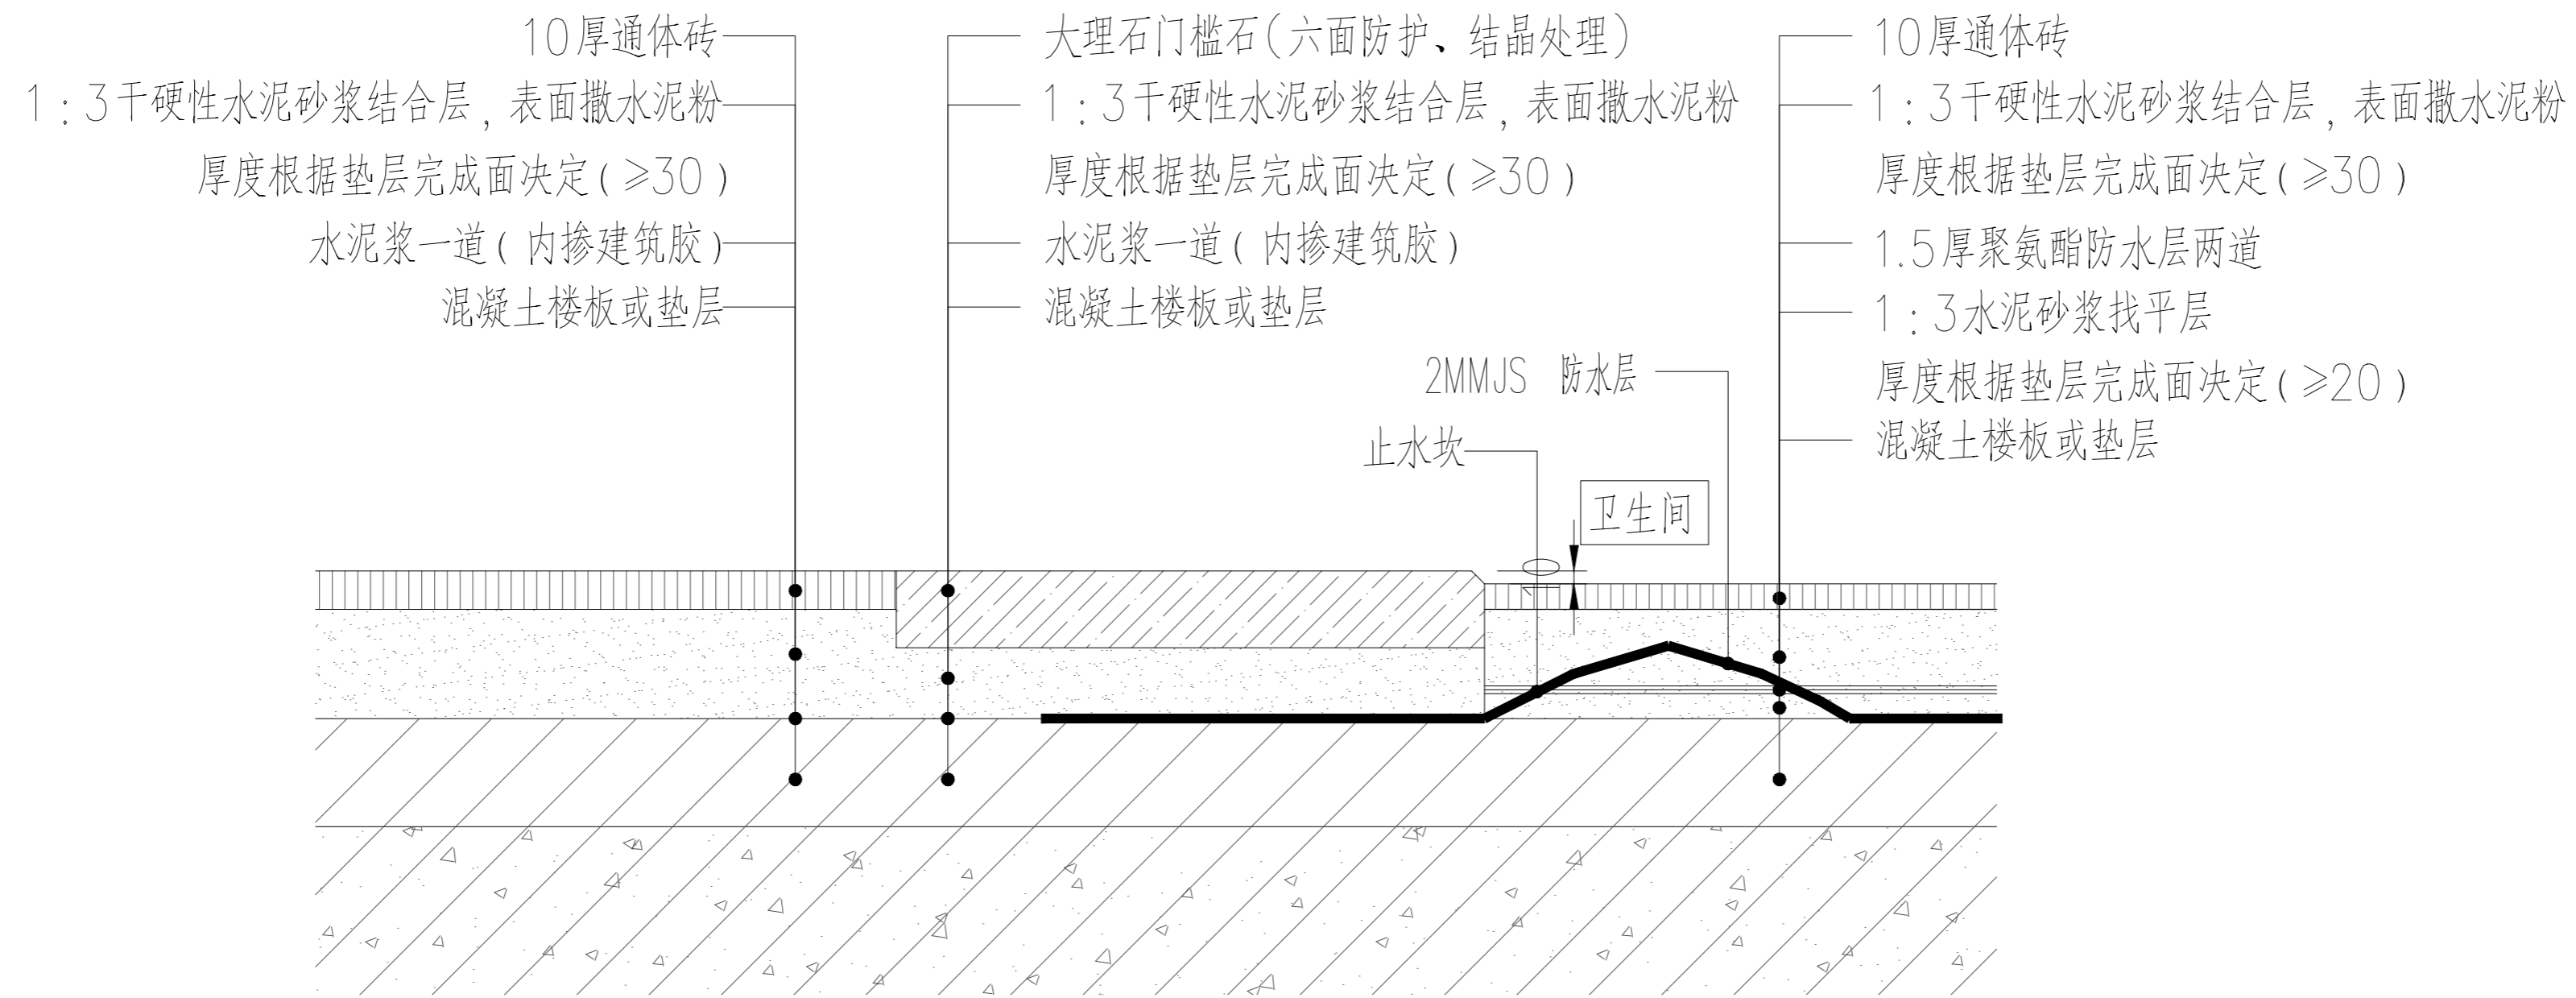 10厚通体砖
1：3干硬性水泥砂浆结合层，表面撒水泥粉
厚度根据垫层完成面决定(≥30)
水泥浆一道(内掺建筑胶)
混凝土楼板或垫层
大理石门槛石(六面防护、结晶处理)
1：3干硬性水泥砂浆结合层，表面撒水泥粉
厚度根据垫层完成面决定(≥30)
水泥浆一道(内掺建筑胶)
混凝土楼板或垫层
10厚通体砖
1：3干硬性水泥砂浆结合层，表面撒水泥粉
厚度根据垫层完成面决定(≥30)
1.5厚聚氨酯防水层两道
1：3水泥砂浆找平层
厚度根据垫层完成面决定(≥20)
混凝土楼板或垫层
2MMJS 防水层
止水坎
卫生间